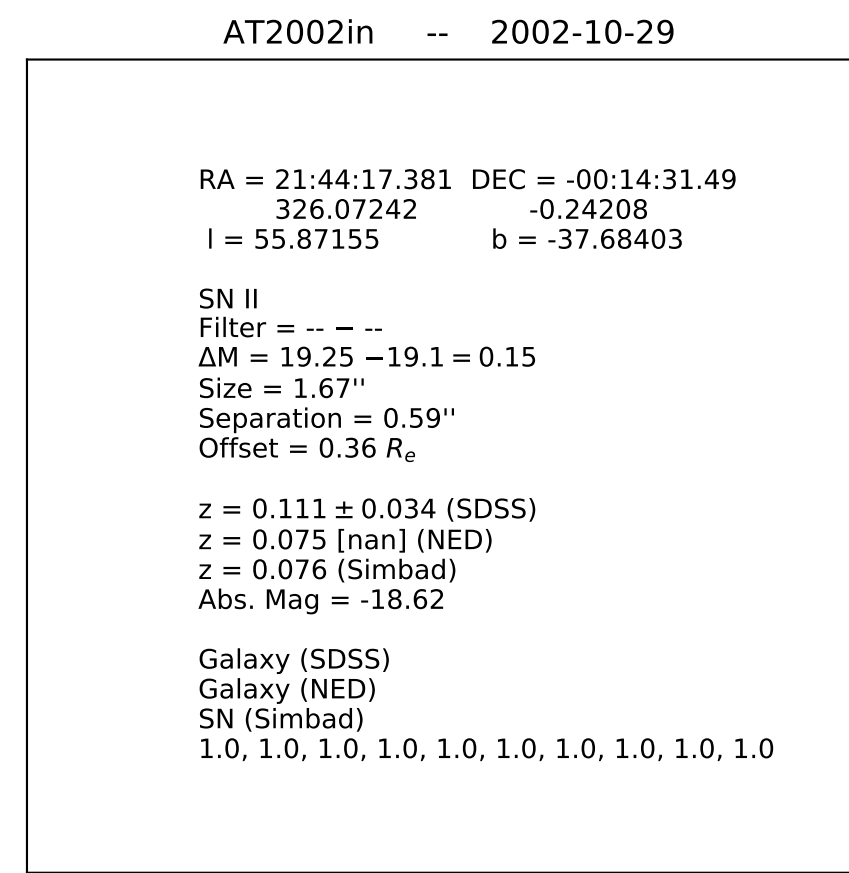 AT2002in -- 2002-10-29
RA = 21:44:17.381 DEC = -00:14:31.49
326.07242 -0.24208
l = 55.87155 b = -37.68403
SN II
Filter = -- − --
ΔM = 19.25 −19.1 = 0.15
Size = 1.67''
Separation = 0.59''
Offset = 0.36 Rₑ
z = 0.111 ± 0.034 (SDSS)
z = 0.075 [nan] (NED)
z = 0.076 (Simbad)
Abs. Mag = -18.62
Galaxy (SDSS)
Galaxy (NED)
SN (Simbad)
1.0, 1.0, 1.0, 1.0, 1.0, 1.0, 1.0, 1.0, 1.0, 1.0